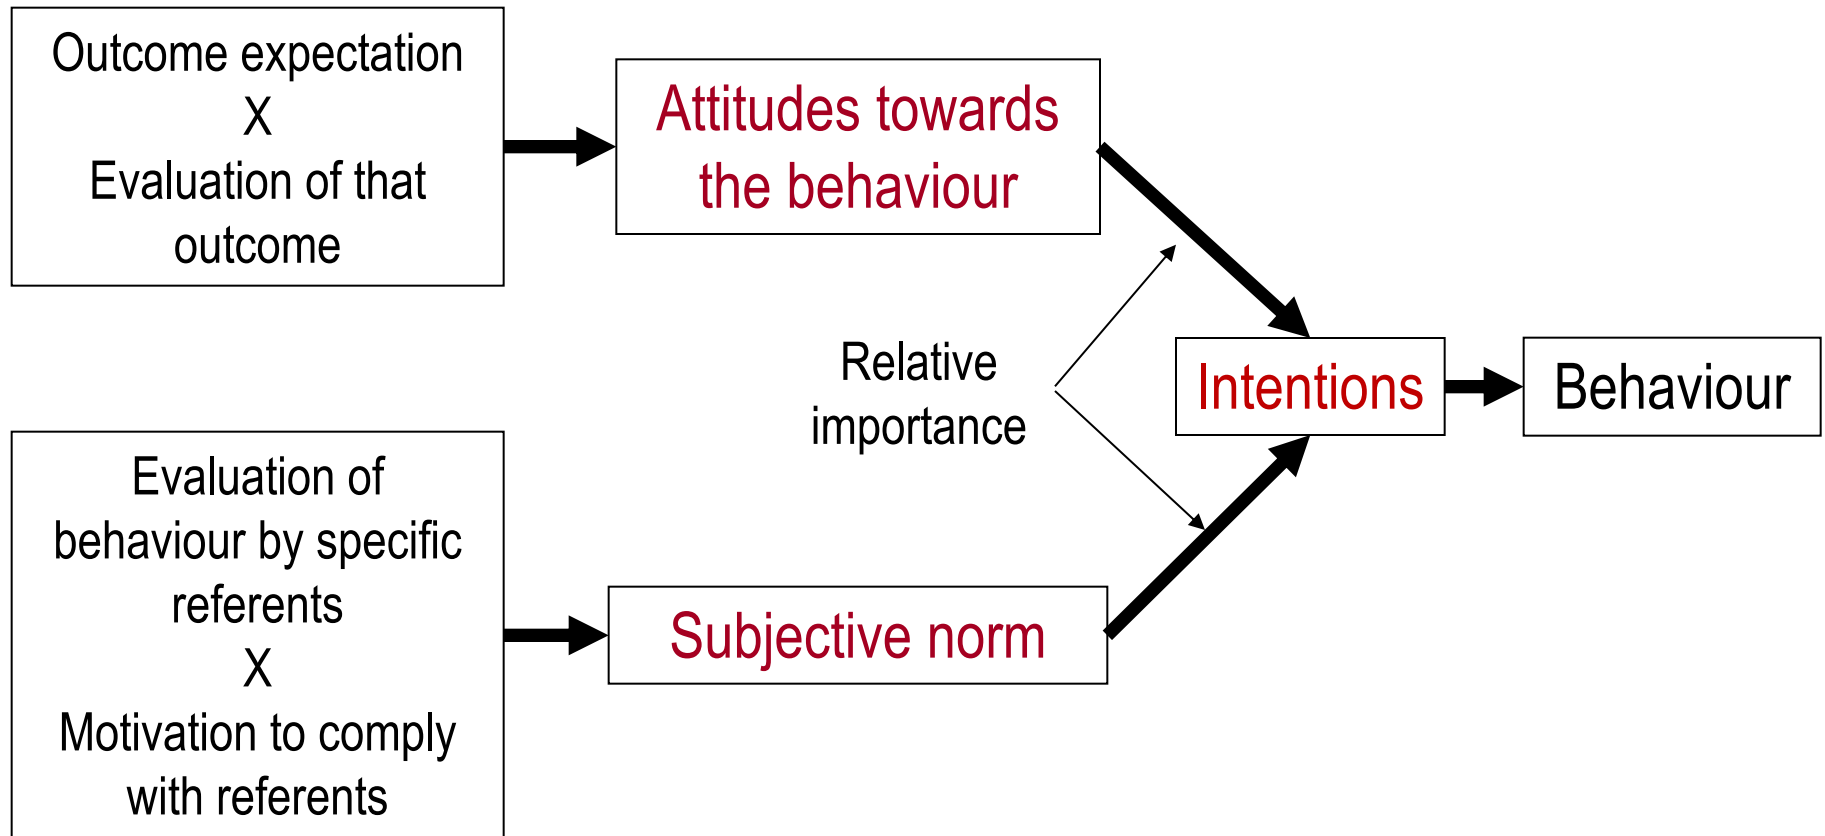 Outcome expectation
X
Evaluation of that
outcome
Attitudes towards
the behaviour
Relative
importance
Intentions
Behaviour
Evaluation of
behaviour by specific
referents
X
Motivation to comply
with referents
Subjective norm